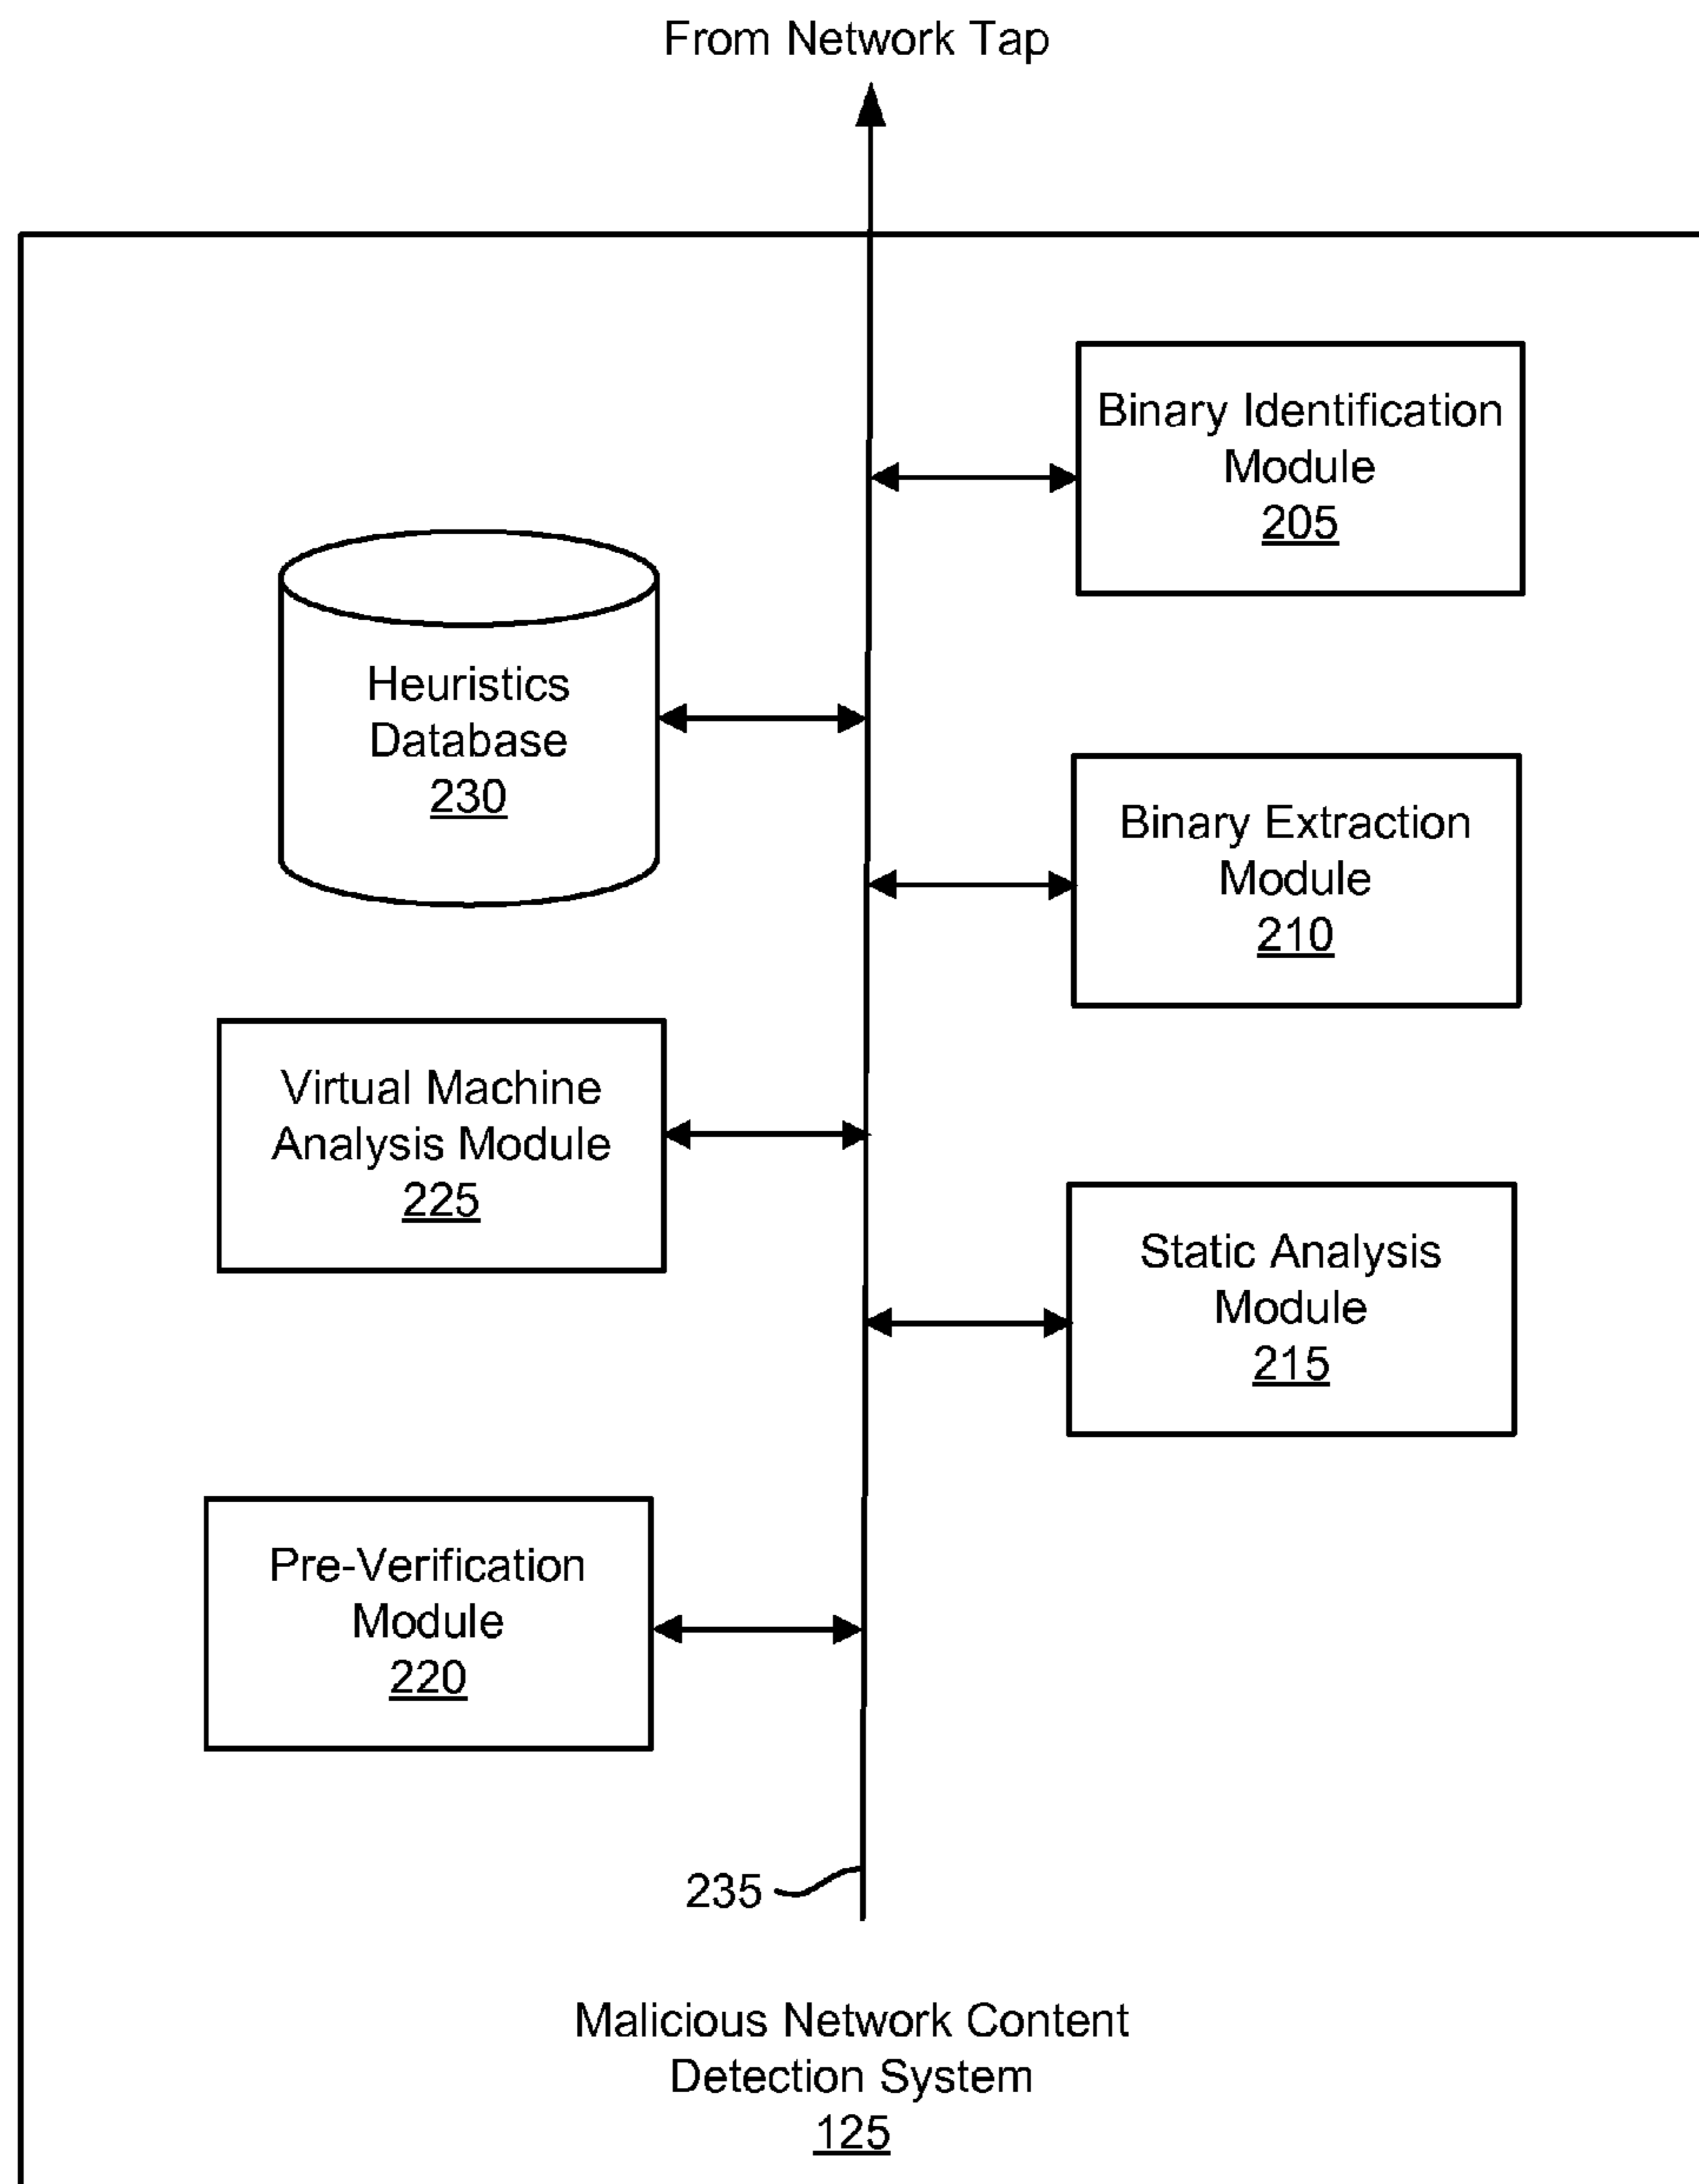 From Network Tap
Binary Identification
Module
205
Heuristics
Database
230
Binary Extraction
Module
210
Virtual Machine
Analysis Module
225
Static Analysis
Module
215
Pre-Verification
Module
220
235
Malicious Network Content
Detection System
125